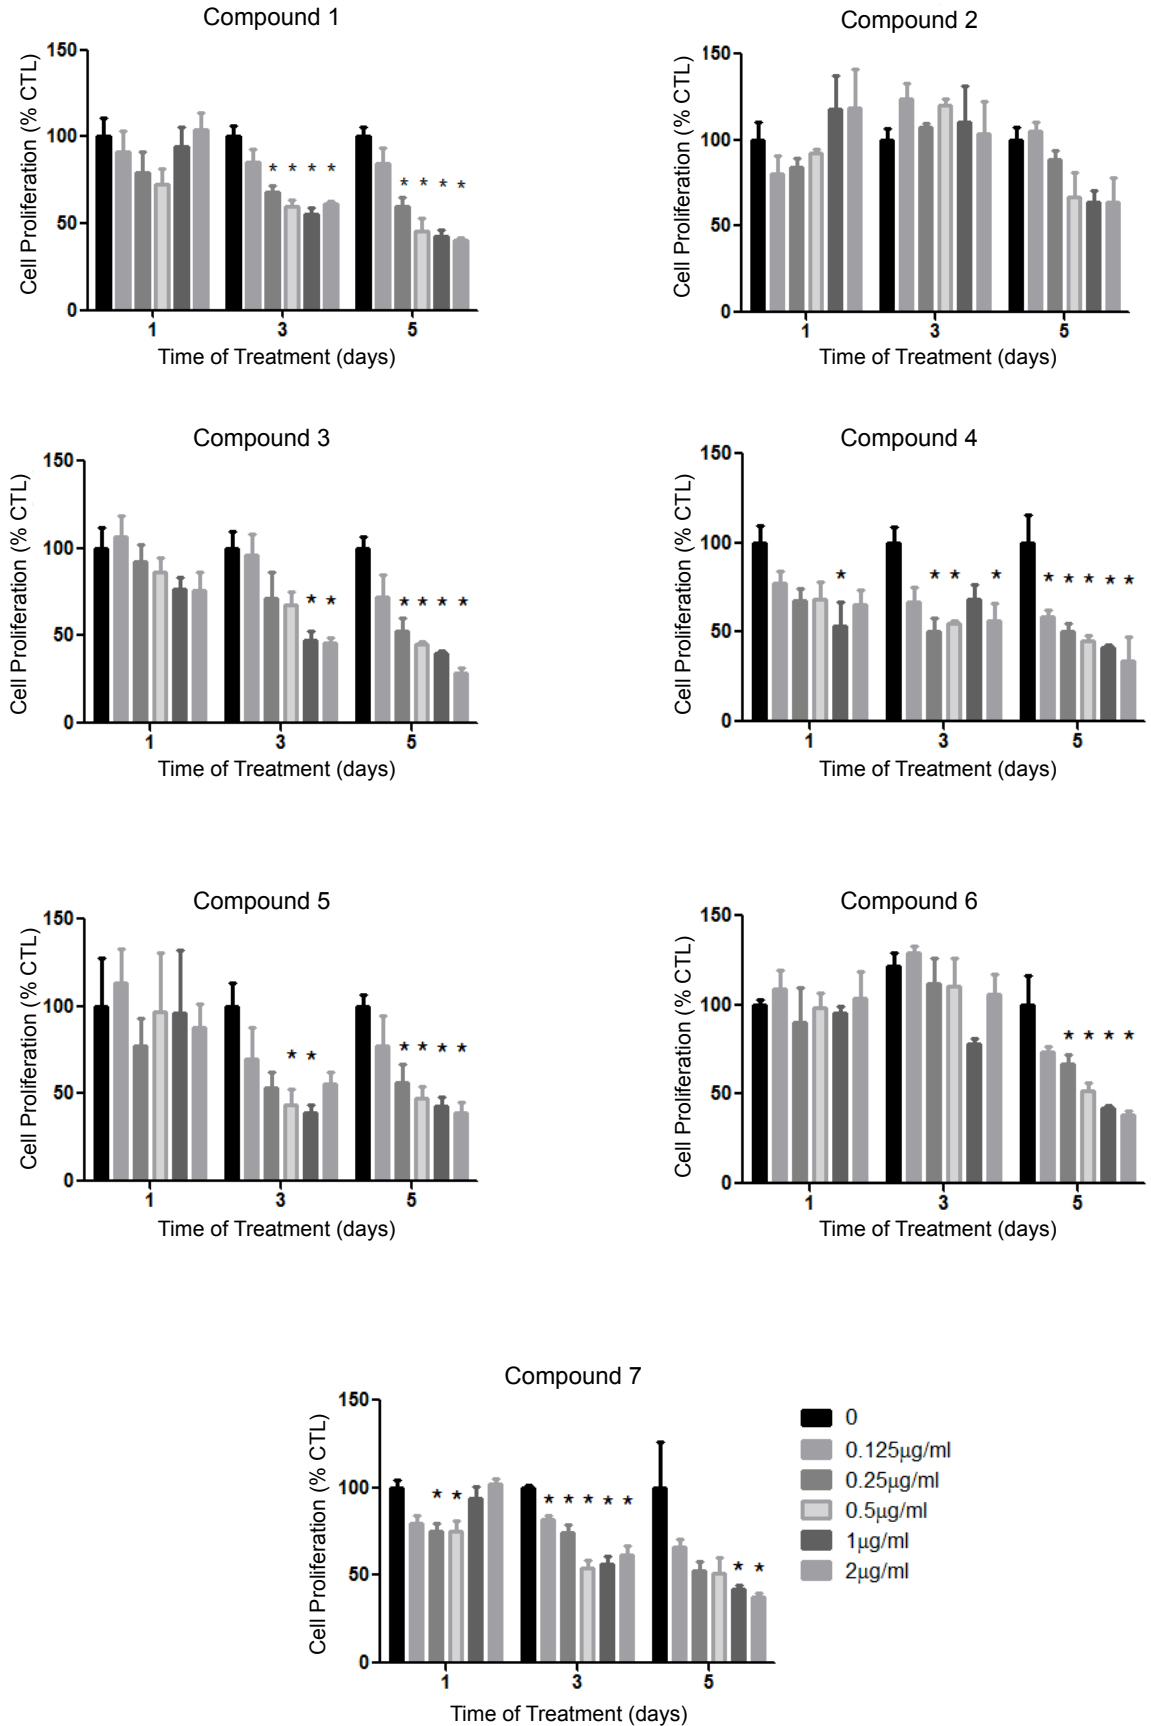 Compound 1
Cell Proliferation (% CTL)
150
100
* * * *
* * * *
50
0
1 3 5
Time of Treatment (days)
Compound 2
Cell Proliferation (% CTL)
150
100
50
0
1 3 5
Time of Treatment (days)
Compound 3
Cell Proliferation (% CTL)
150
100
* *
* * * *
50
0
1 3 5
Time of Treatment (days)
Compound 4
Cell Proliferation (% CTL)
150
100
*
* * *
* * * * *
50
0
1 3 5
Time of Treatment (days)
Compound 5
Cell Proliferation (% CTL)
150
100
* *
* * * *
50
0
1 3 5
Time of Treatment (days)
Compound 6
Cell Proliferation (% CTL)
150
100
* * * *
50
0
1 3 5
Time of Treatment (days)
Compound 7
Cell Proliferation (% CTL)
150
100
* *
* * * * *
* *
50
0
1 3 5
Time of Treatment (days)
0
0.125µg/ml
0.25µg/ml
0.5µg/ml
1µg/ml
2µg/ml